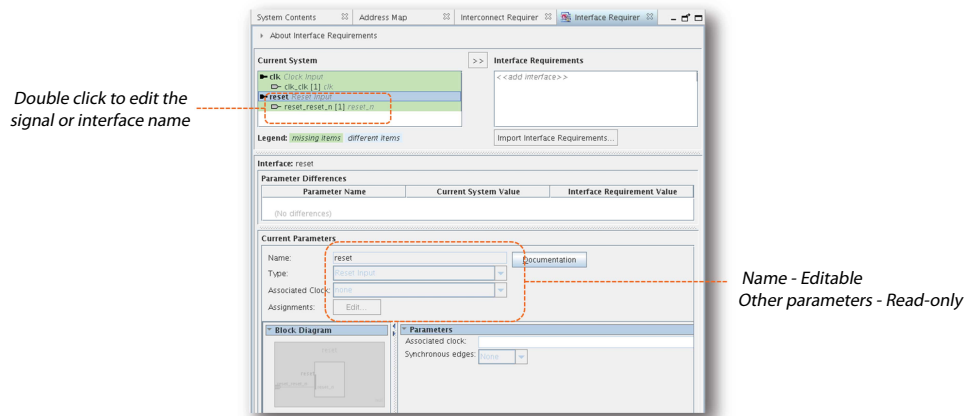 System Contents Address Map Interconnect Requirer Interface Requirer
About Interface Requirements
Current System >> Interface Requirements
clk Clock Input <<add interface>>
clk_clk [1] clk
reset Reset Input
reset_reset_n [1] reset_n
Double click to edit the
signal or interface name
Legend: missing items different items Import Interface Requirements...
Interface: reset
Parameter Differences
Parameter Name Current System Value Interface Requirement Value
(No differences)
Current Parameters
Name: reset Documentation
Type: Reset Input
Associated Clock: none
Assignments: Edit...
Name - Editable
Other parameters - Read-only
Block Diagram Parameters
Associated clock:
Synchronous edges: None
reset
reset